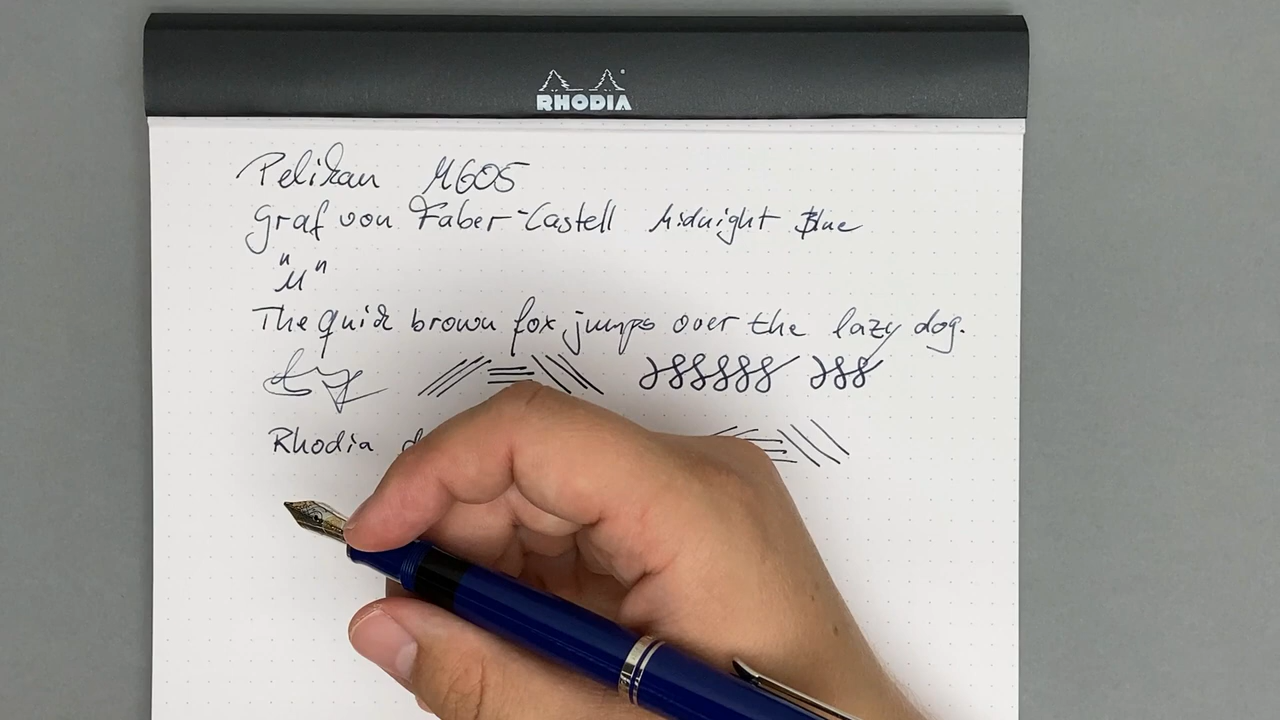 RHODIA
Pelikan M605
Graf von Faber-Castell Midnight Blue
"M"
The quick brown fox jumps over the lazy dog.
Rhodia